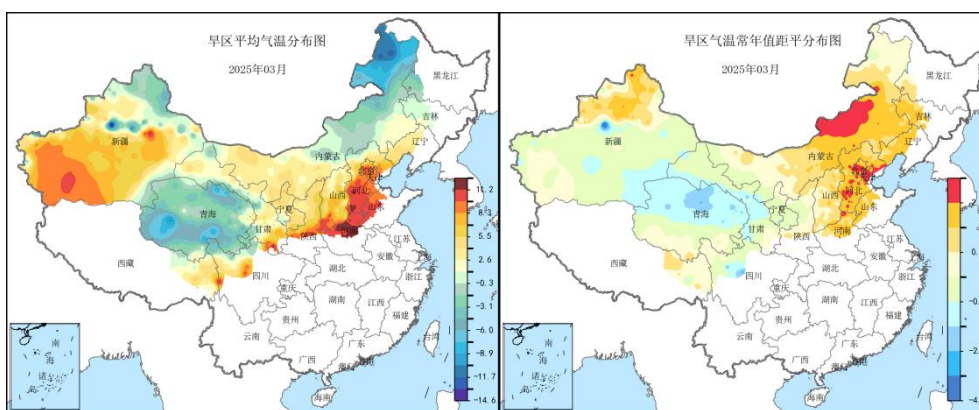 旱区平均气温分布图
2025年03月
黑龙江
吉林
辽宁
新疆
内蒙古
河北
山西
山东
宁夏
青海
甘肃
陕西
西藏
四川
重庆
湖北
安徽
江苏
浙江
湖南
江西
贵州
福建
云南
广西
广东
台湾
海南
南
海
诸
岛
11.2
8.3
5.5
2.6
-0.3
-3.1
-6.0
-8.9
-11.7
-14.6
旱区气温常年值距平分布图
2025年03月
黑龙江
吉林
辽宁
新疆
内蒙古
河北
山西
山东
宁夏
青海
甘肃
陕西
河南
西藏
四川
重庆
湖北
安徽
江苏
浙江
湖南
江西
贵州
福建
云南
广西
广东
台湾
海南
南
海
诸
岛